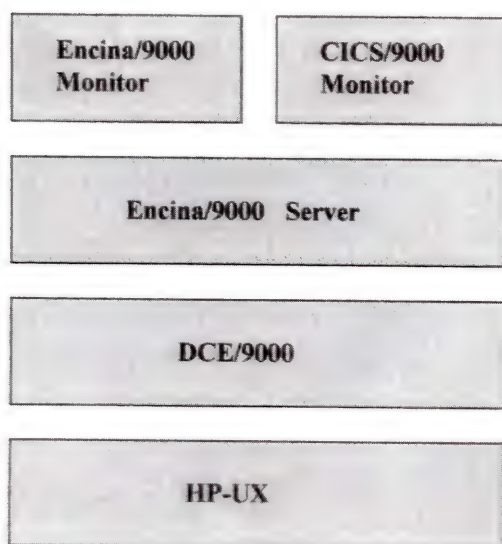 Encina/9000
Monitor
CICS/9000
Monitor
Encina/9000 Server
DCE/9000
HP-UX